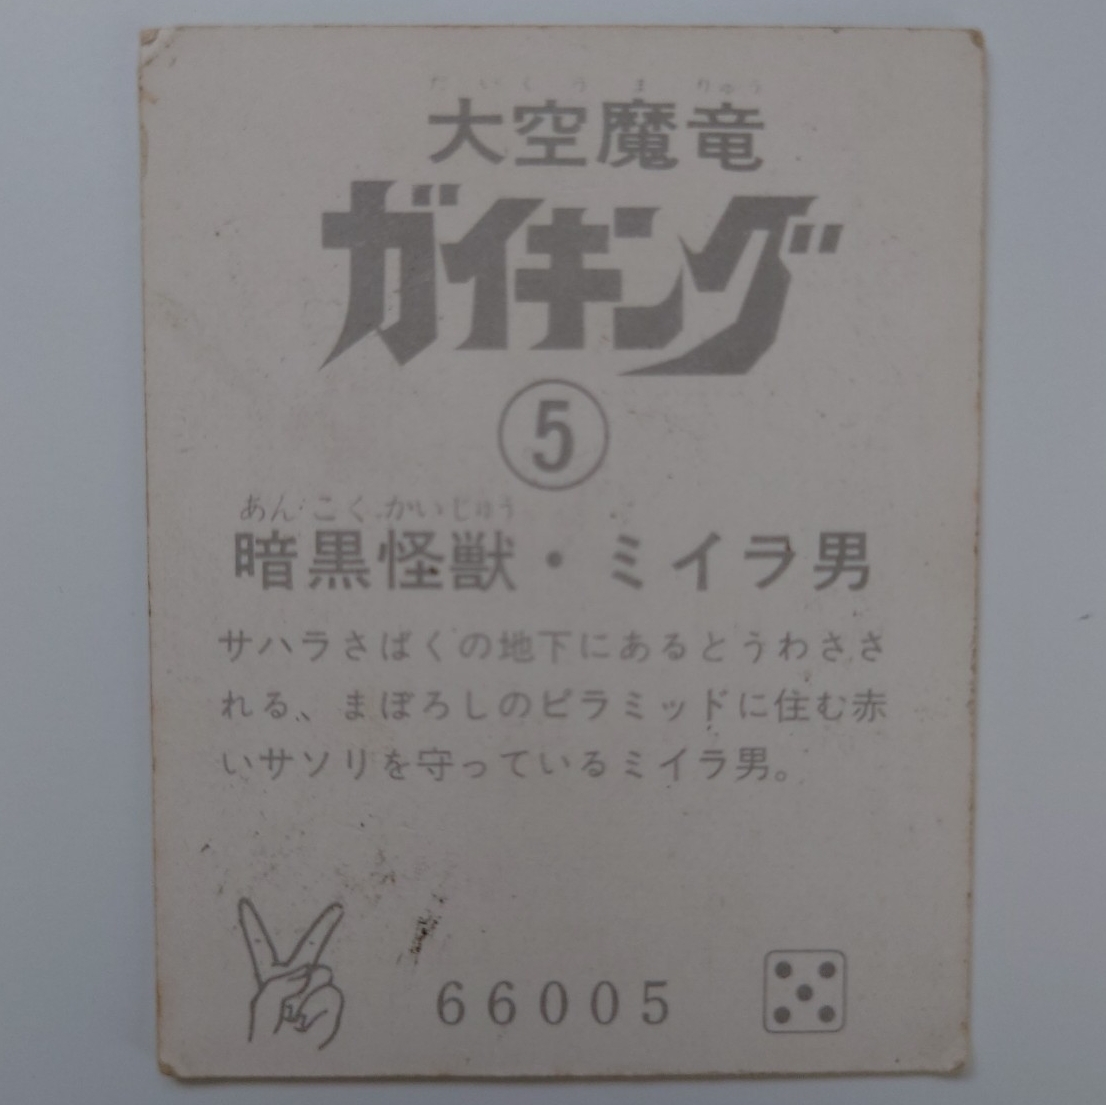 だいくうまりゅう
大空魔竜
ガイキング
5
あんこくかいじゅう
暗黒怪獣・ミイラ男
サハラさばくの地下にあるとうわささ
れる、まぼろしのピラミッドに住む赤
いサソリを守っているミイラ男。
66005